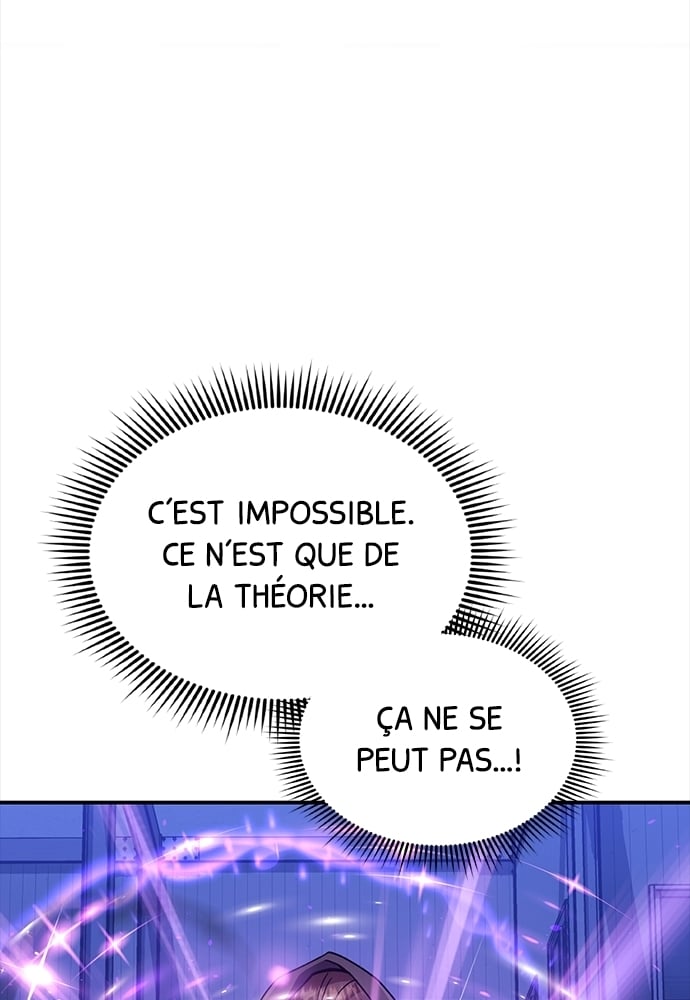 C'EST IMPOSSIBLE.
CE N'EST QUE DE
LA THÉORIE...
ÇA NE SE
PEUT PAS...!